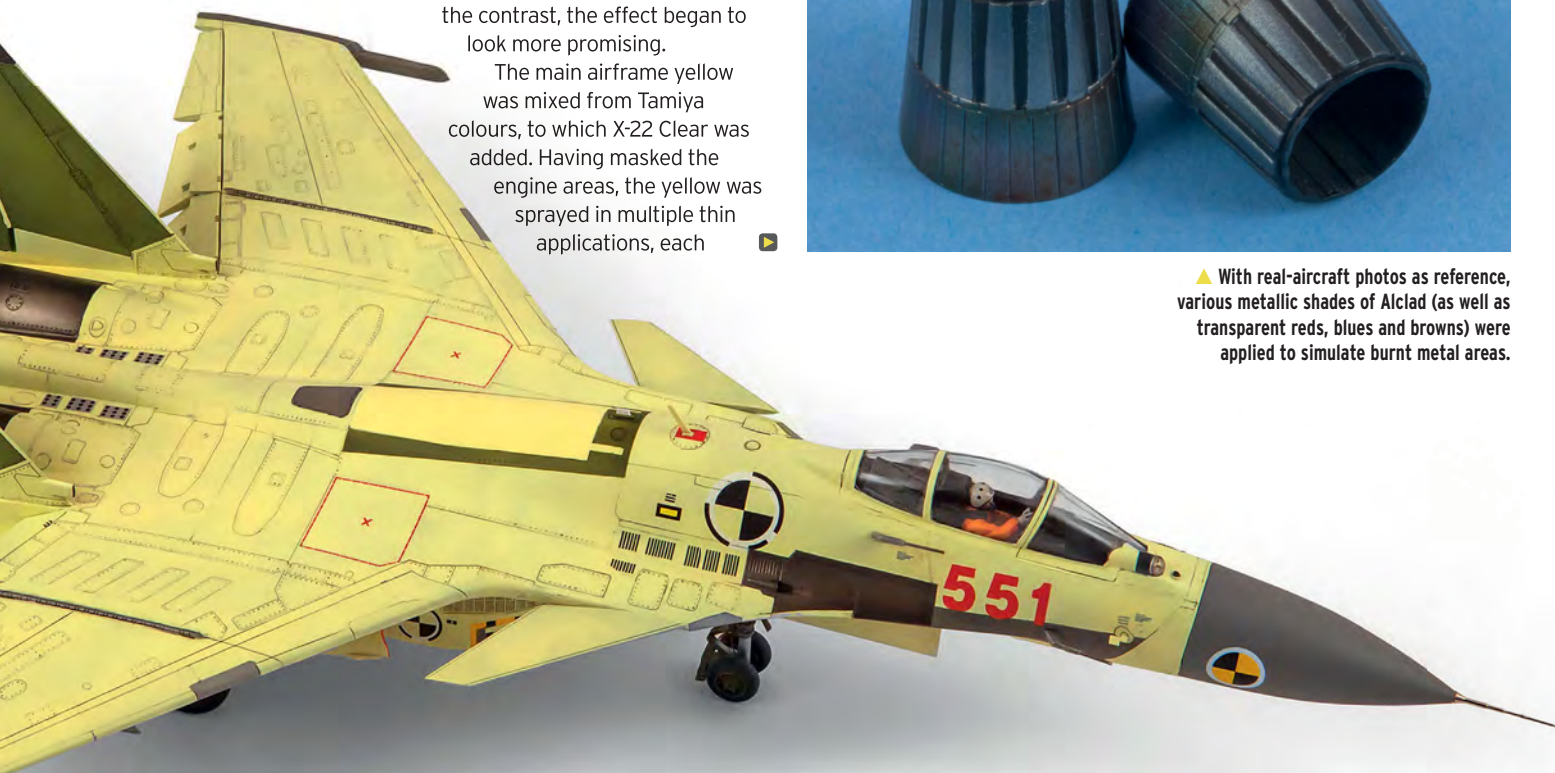 the contrast, the effect began to
look more promising.
The main airframe yellow
was mixed from Tamiya
colours, to which X-22 Clear was
added. Having masked the
engine areas, the yellow was
sprayed in multiple thin
applications, each
▲ With real-aircraft photos as reference,
various metallic shades of Alclad (as well as
transparent reds, blues and browns) were
applied to simulate burnt metal areas.
551